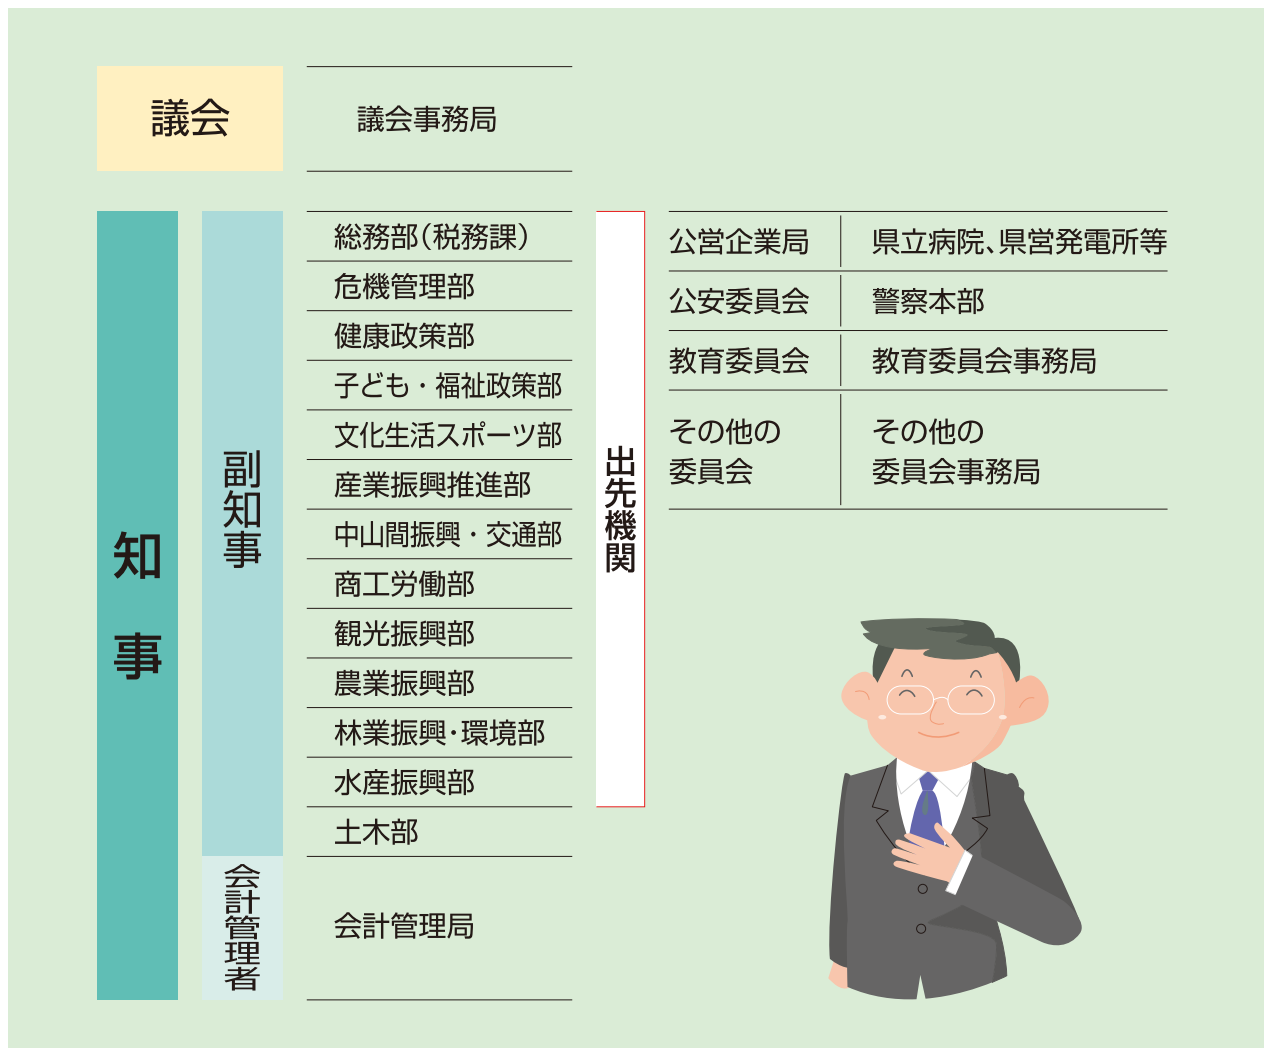 議会
議会事務局
知事
副知事
総務部（税務課）
危機管理部
健康政策部
子ども・福祉政策部
文化生活スポーツ部
産業振興推進部
中山間振興・交通部
商工労働部
観光振興部
農業振興部
林業振興・環境部
水産振興部
土木部
会計管理者
会計管理局
出先機関
公営企業局
県立病院、県営発電所等
公安委員会
警察本部
教育委員会
教育委員会事務局
その他の
委員会
その他の
委員会事務局